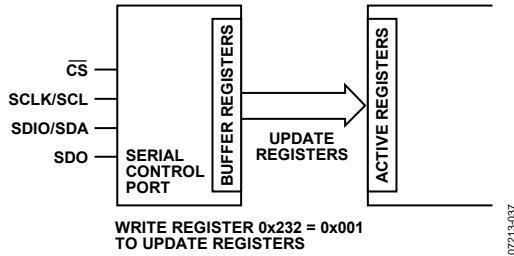 CS
SCLK/SCL
SDIO/SDA
SDO
SERIAL
CONTROL
PORT
BUFFER REGISTERS
UPDATE
REGISTERS
ACTIVE REGISTERS
WRITE REGISTER 0x232 = 0x001
TO UPDATE REGISTERS
07213-037